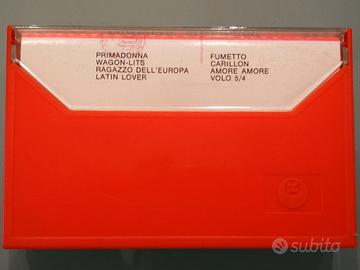 PRIMADONNA
WAGON-LITS
RAGAZZO DELL'EUROPA
LATIN LOVER
FUMETTO
CARILLON
AMORE AMORE
VOLO 5/4
subito